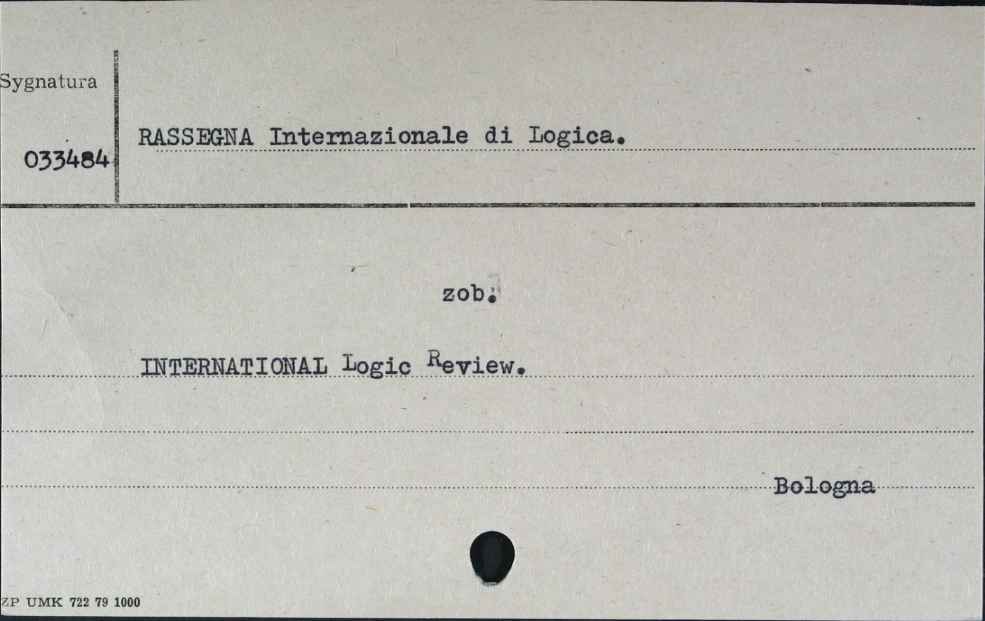 Sygnatura
033484
RASSEGNA Internazionale di Logica.
zob.
INTERNATIONAL Logic Review.
Bologna
ZP UMK 722 79 1000